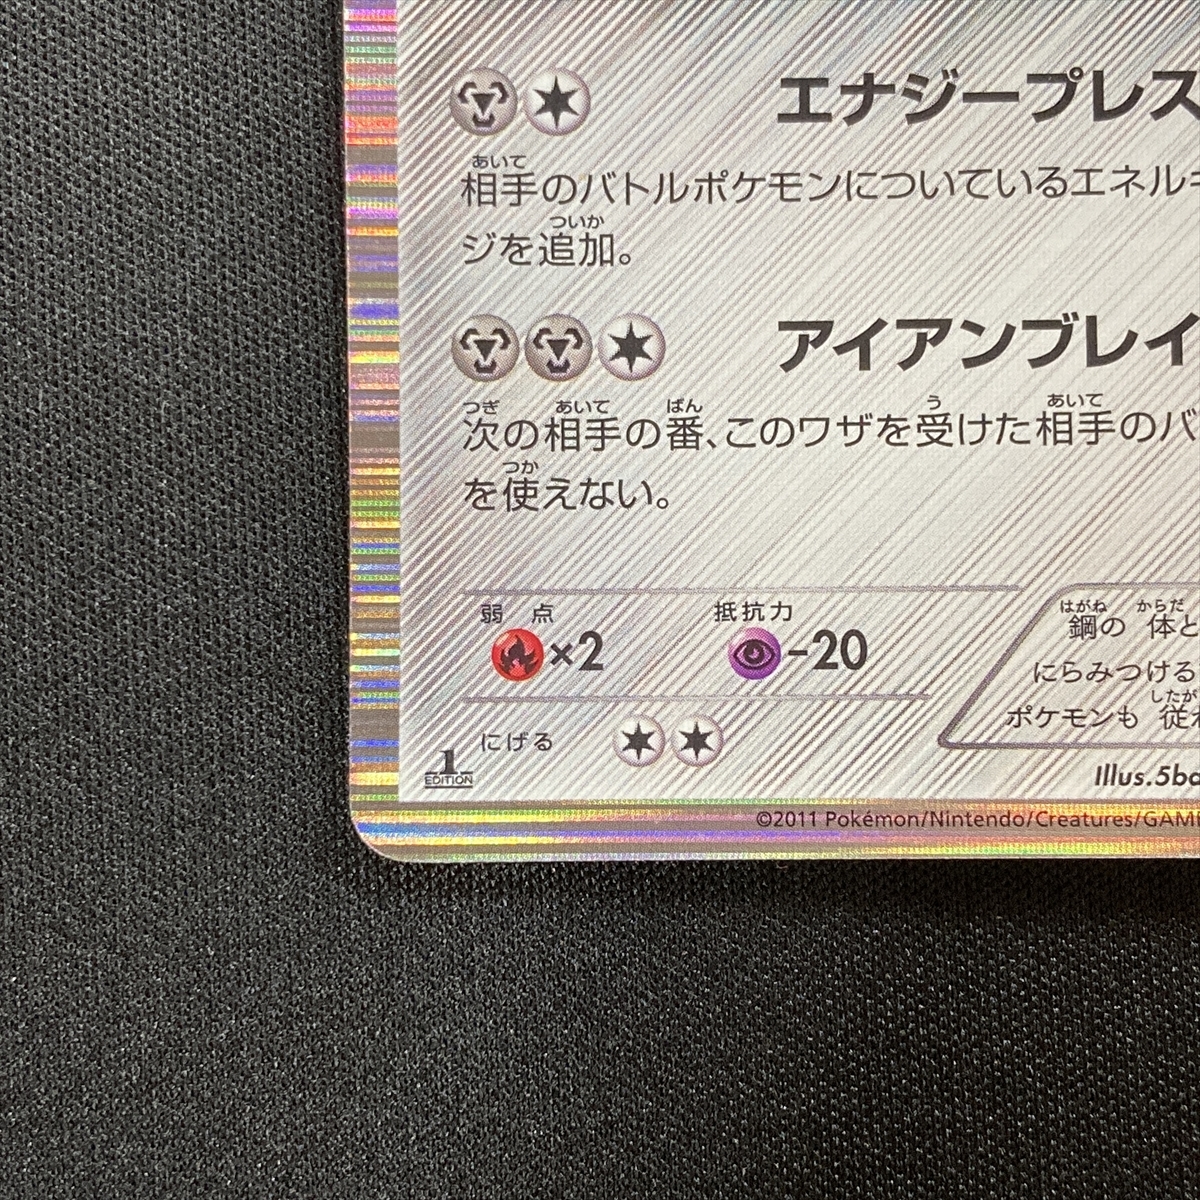 エナジープレス
あいて
相手のバトルポケモンについているエネルギ
ついか
ジを追加。
アイアンブレイ
つぎ あいて ばん う あいて
次の相手の番、このワザを受けた相手のバ
つか
を使えない。
弱点 抵抗力
はがね からだ
鋼の 体と
×2 -20
にらみつける
したが
ポケモンも 従え
にげる
1 EDITION
Illus.5ba
©2011 Pokémon/Nintendo/Creatures/GAME